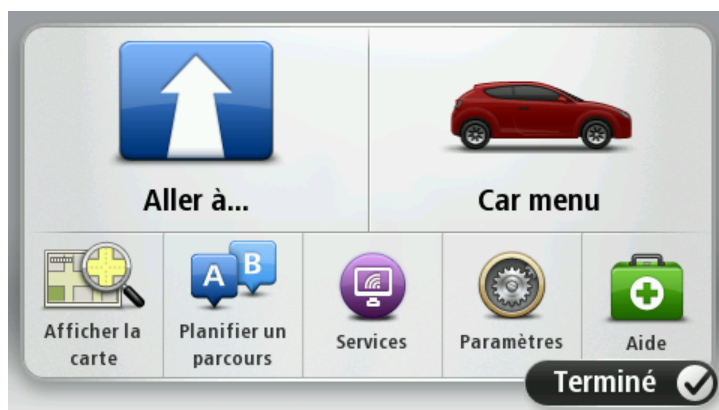 Aller à...
Car menu
A B
Afficher la
carte
Planifier un
parcours
Services
Paramètres
Aide
Terminé